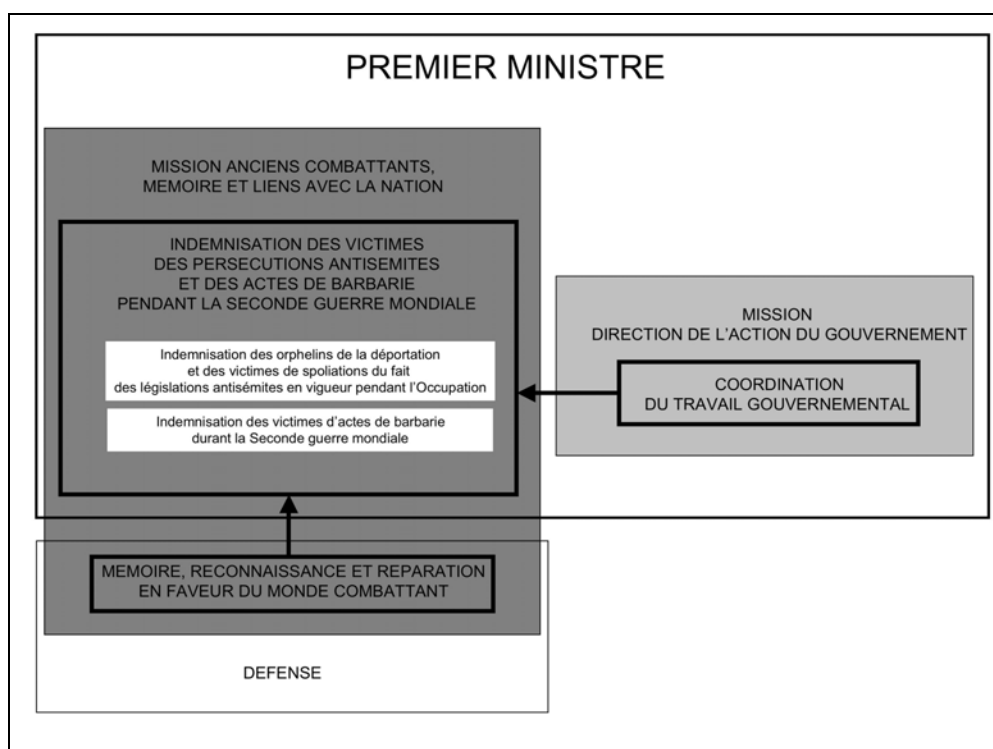 PREMIER MINISTRE
MISSION ANCIENS COMBATTANTS,
MEMOIRE ET LIENS AVEC LA NATION
INDEMNISATION DES VICTIMES
DES PERSECUTIONS ANTISEMITES
ET DES ACTES DE BARBARIE
PENDANT LA SECONDE GUERRE MONDIALE
Indemnisation des orphelins de la déportation
et des victimes de spoliations du fait
des législations antisémites en vigueur pendant l'Occupation
Indemnisation des victimes d'actes de barbarie
durant la Seconde guerre mondiale
MISSION
DIRECTION DE L'ACTION DU GOUVERNEMENT
COORDINATION
DU TRAVAIL GOUVERNEMENTAL
MEMOIRE, RECONNAISSANCE ET REPARATION
EN FAVEUR DU MONDE COMBATTANT
DEFENSE